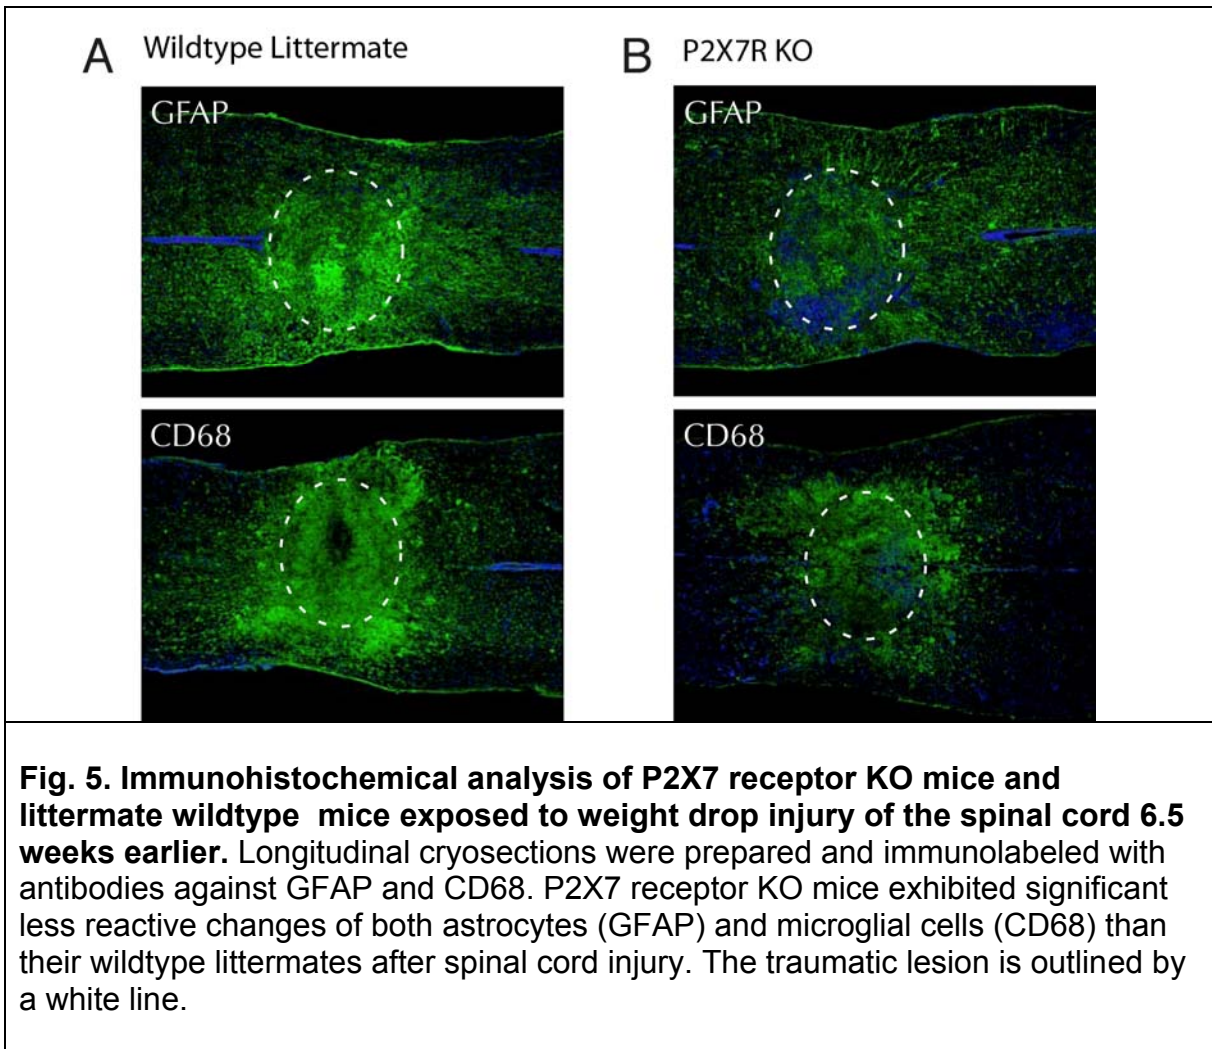 A Wildtype Littermate
B P2X7R KO
GFAP
GFAP
CD68
CD68
Fig. 5. Immunohistochemical analysis of P2X7 receptor KO mice and
littermate wildtype  mice exposed to weight drop injury of the spinal cord 6.5
weeks earlier. Longitudinal cryosections were prepared and immunolabeled with
antibodies against GFAP and CD68. P2X7 receptor KO mice exhibited significant
less reactive changes of both astrocytes (GFAP) and microglial cells (CD68) than
their wildtype littermates after spinal cord injury. The traumatic lesion is outlined by
a white line.